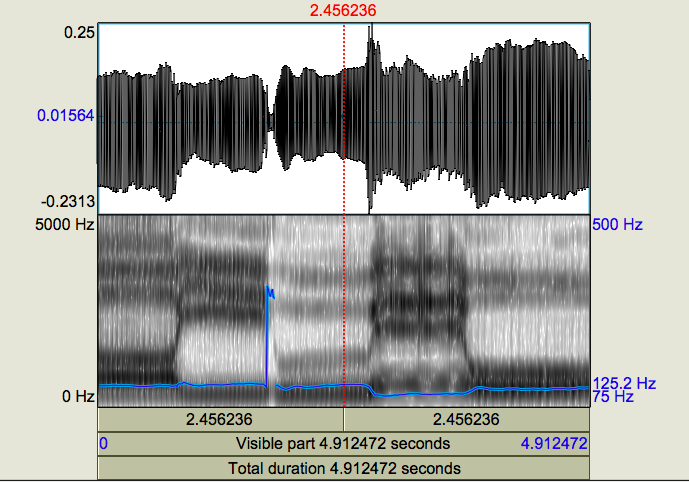 2.456236
0.25
0.01564
-0.2313
5000 Hz 500 Hz
125.2 Hz
0 Hz 75 Hz
2.456236 2.456236
0 Visible part 4.912472 seconds 4.912472
Total duration 4.912472 seconds